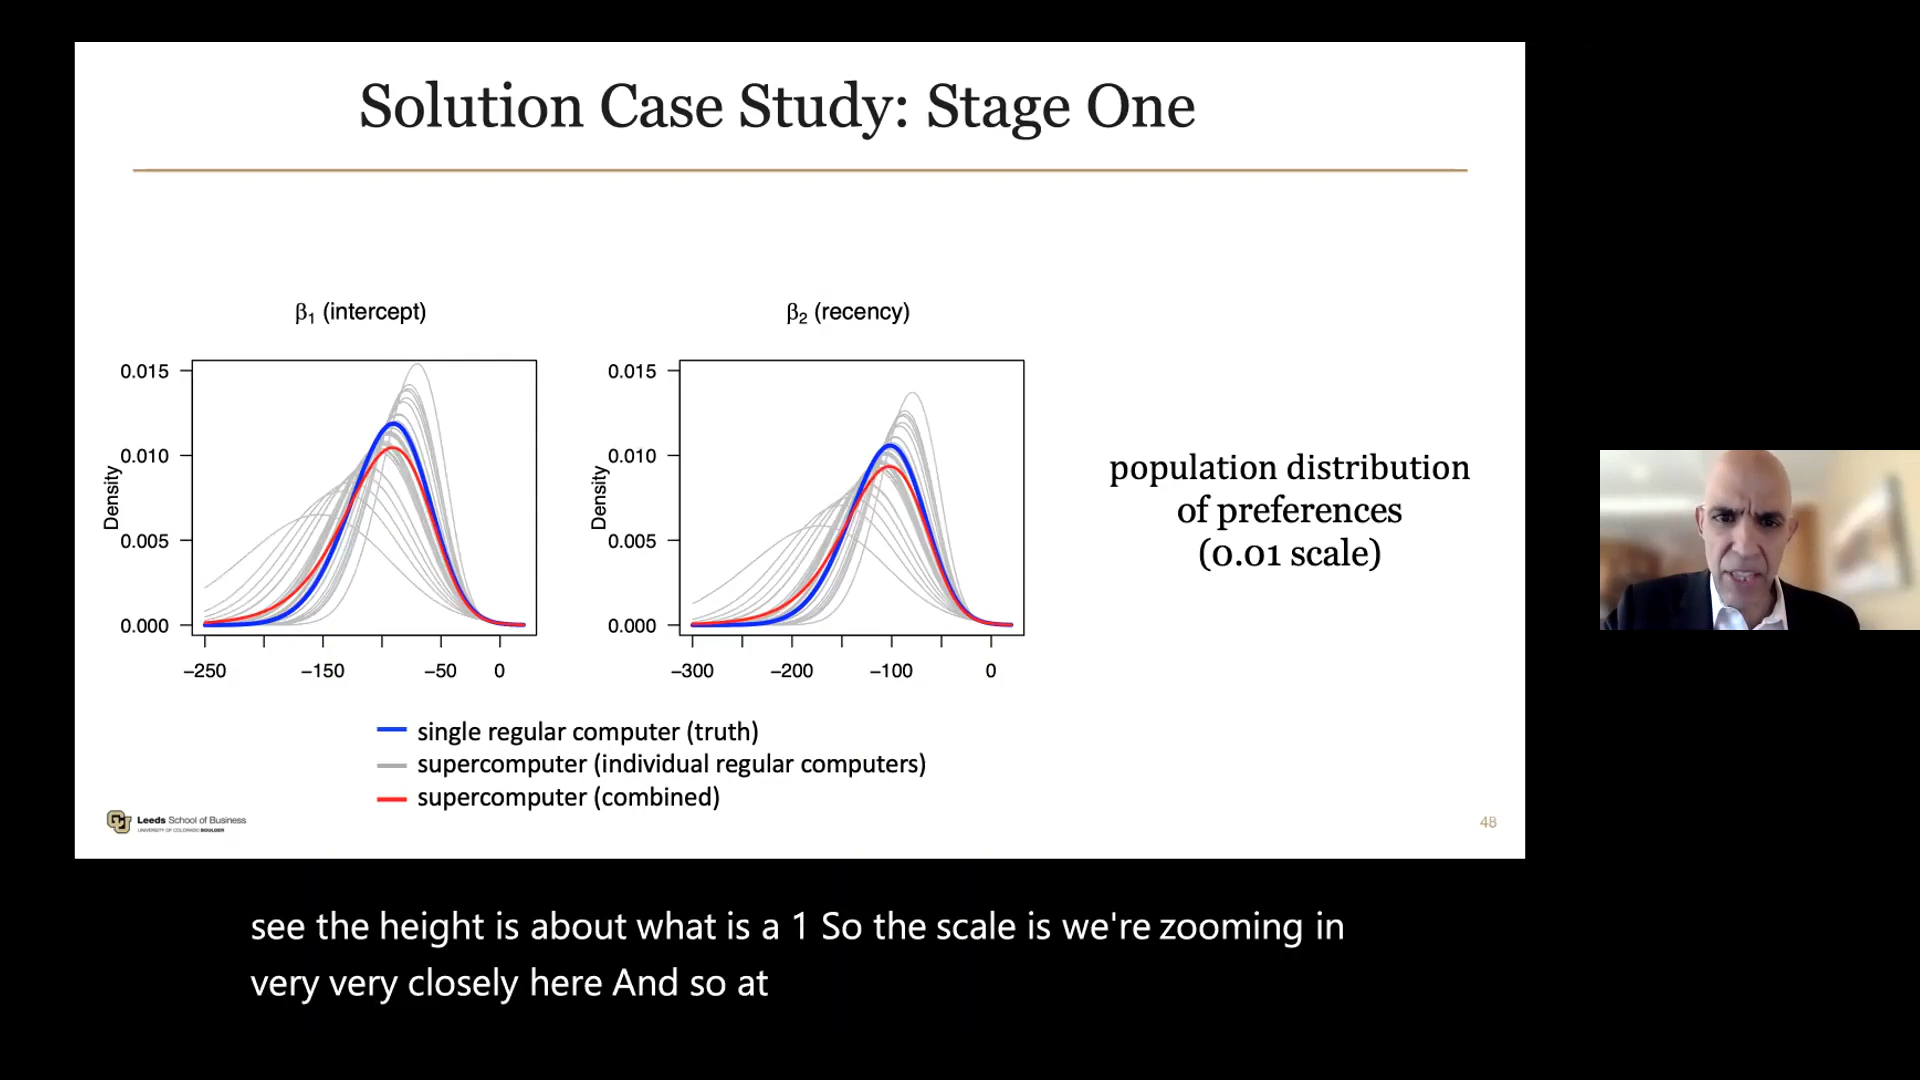 Solution Case Study: Stage One
β1 (intercept)
β2 (recency)
0.015
0.010
0.005
0.000
Density
−250
−150
−50
0
0.015
0.010
0.005
0.000
Density
−300
−200
−100
0
population distribution
of preferences
(0.01 scale)
single regular computer (truth)
supercomputer (individual regular computers)
supercomputer (combined)
Leeds School of Business
UNIVERSITY OF COLORADO BOULDER
48
see the height is about what is a 1 So the scale is we're zooming in
very very closely here And so at